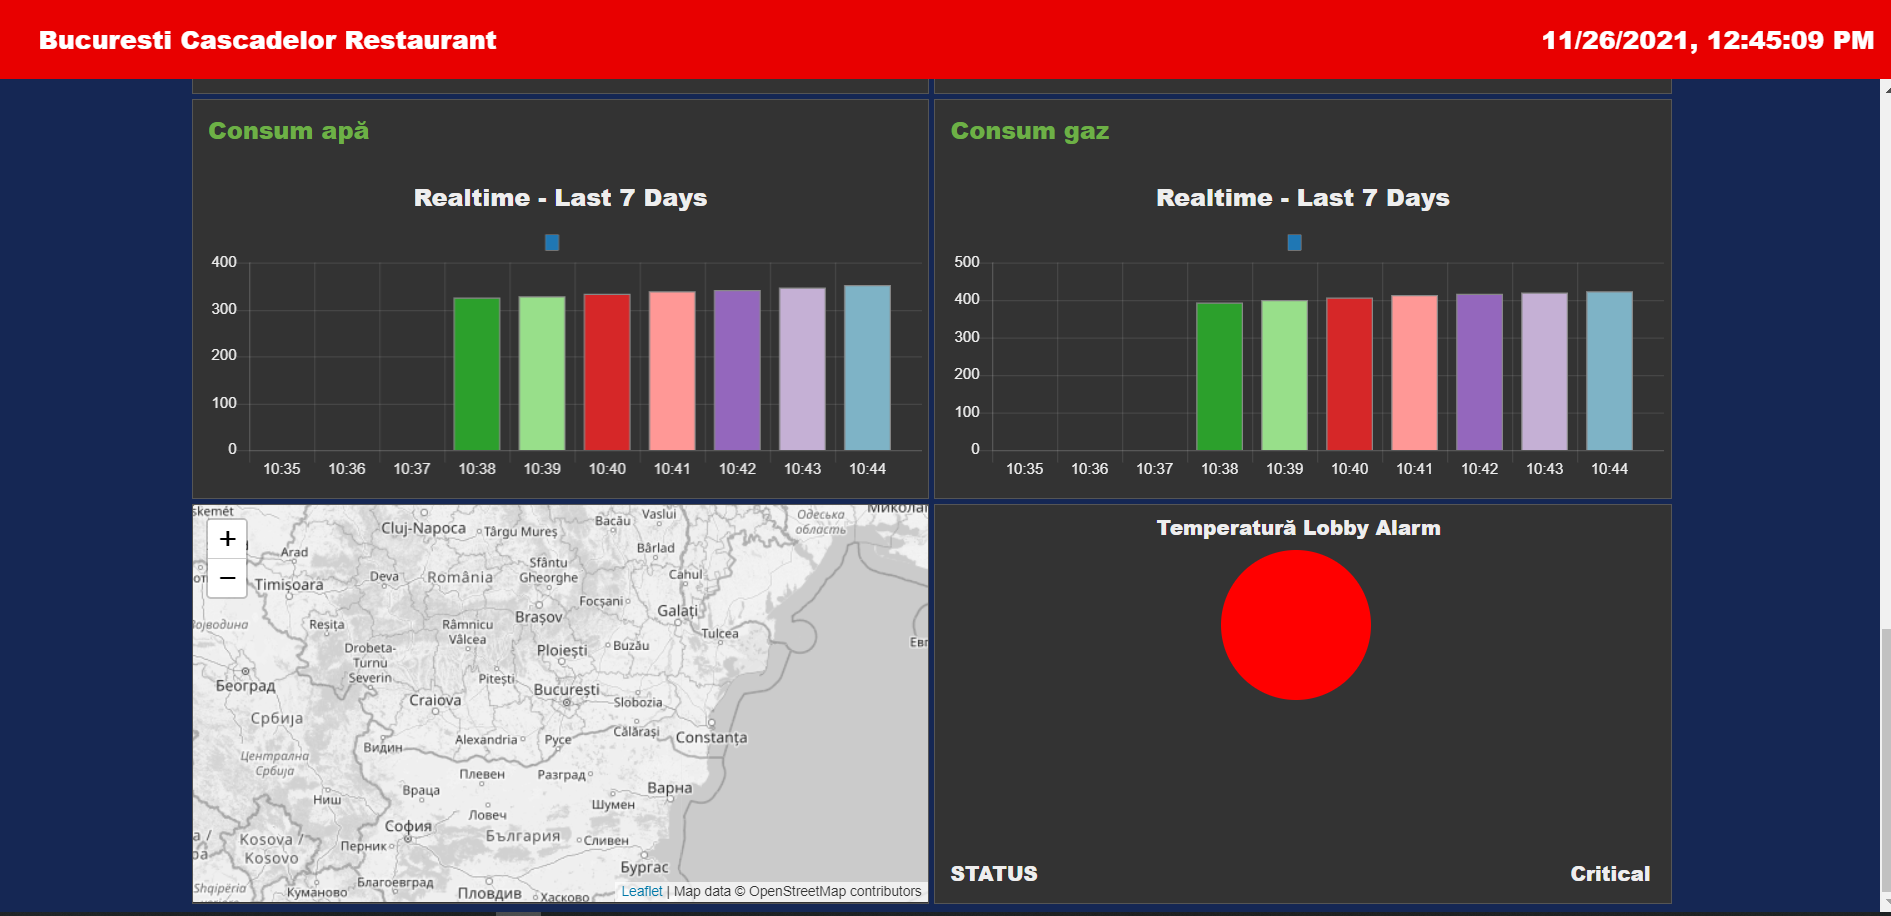 Bucuresti Cascadelor Restaurant
11/26/2021, 12:45:09 PM
Consum apă
Realtime - Last 7 Days
400
300
200
100
0
10:35 10:36 10:37 10:38 10:39 10:40 10:41 10:42 10:43 10:44
Consum gaz
Realtime - Last 7 Days
500
400
300
200
100
0
10:35 10:36 10:37 10:38 10:39 10:40 10:41 10:42 10:43 10:44
+
−
skemét
Cluj-Napoca
Târgu Mureș
Bacău
Vaslui
Одеська
область
Миколаї
Arad
Bârlad
Timișoara
Deva
România
Sfântu
Gheorghe
Cahul
Focșani
Galați
Војводина
Reșița
Râmnicu
Vâlcea
Brașov
Tulcea
Drobeta-
Turnu
Severin
Ploiești
Buzău
Евг
Београд
Pitești
București
Craiova
Slobozia
Србија
Călărași
Constanța
Видин
Alexandria
Русе
Централна
Србија
Плевен
Разград
Враца
Варна
Ниш
Шумен
Ловеч
София
България
Сливен
Kosova /
Kosovo
Перник
Бургас
Shqipëria
Куманово
Благоевград
Пловдив
Хасково
Leaflet | Map data © OpenStreetMap contributors
Temperatură Lobby Alarm
STATUS
Critical